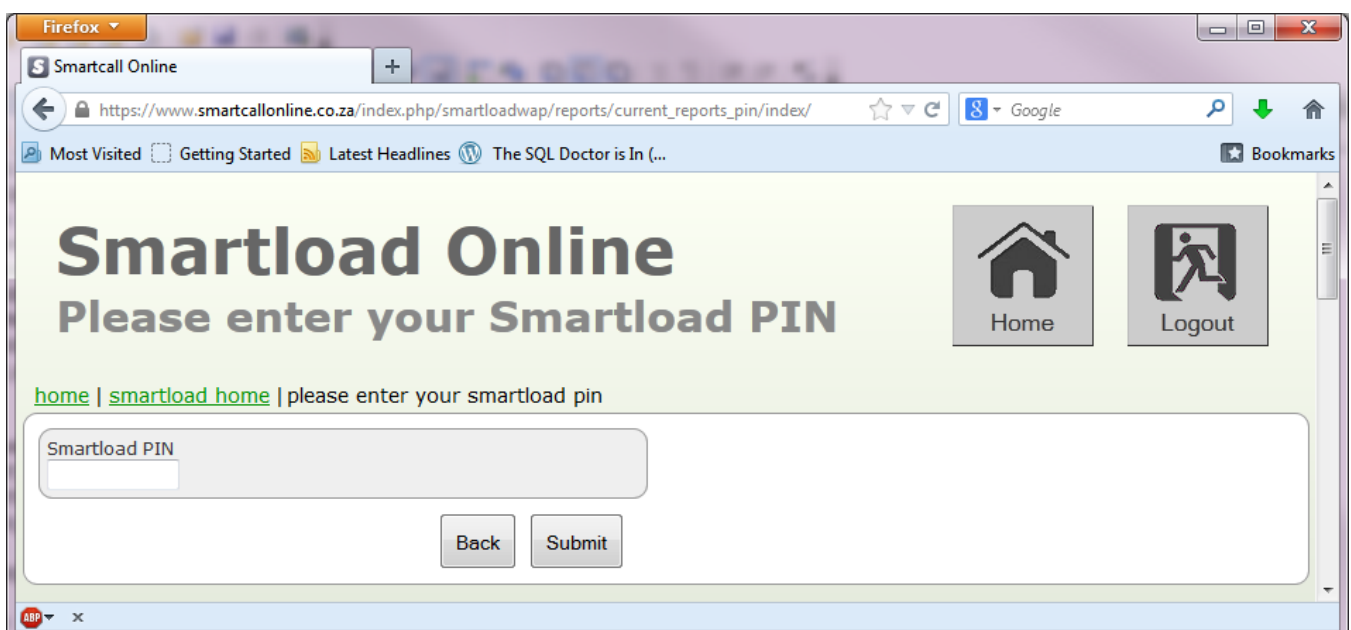 Firefox
Smartcall Online
https://www.smartcallonline.co.za/index.php/smartloadwap/reports/current_reports_pin/index/
8 Google
Most Visited Getting Started Latest Headlines The SQL Doctor is In (... Bookmarks
Smartload Online
Please enter your Smartload PIN
Home Logout
home | smartload home | please enter your smartload pin
Smartload PIN
Back Submit
ABP